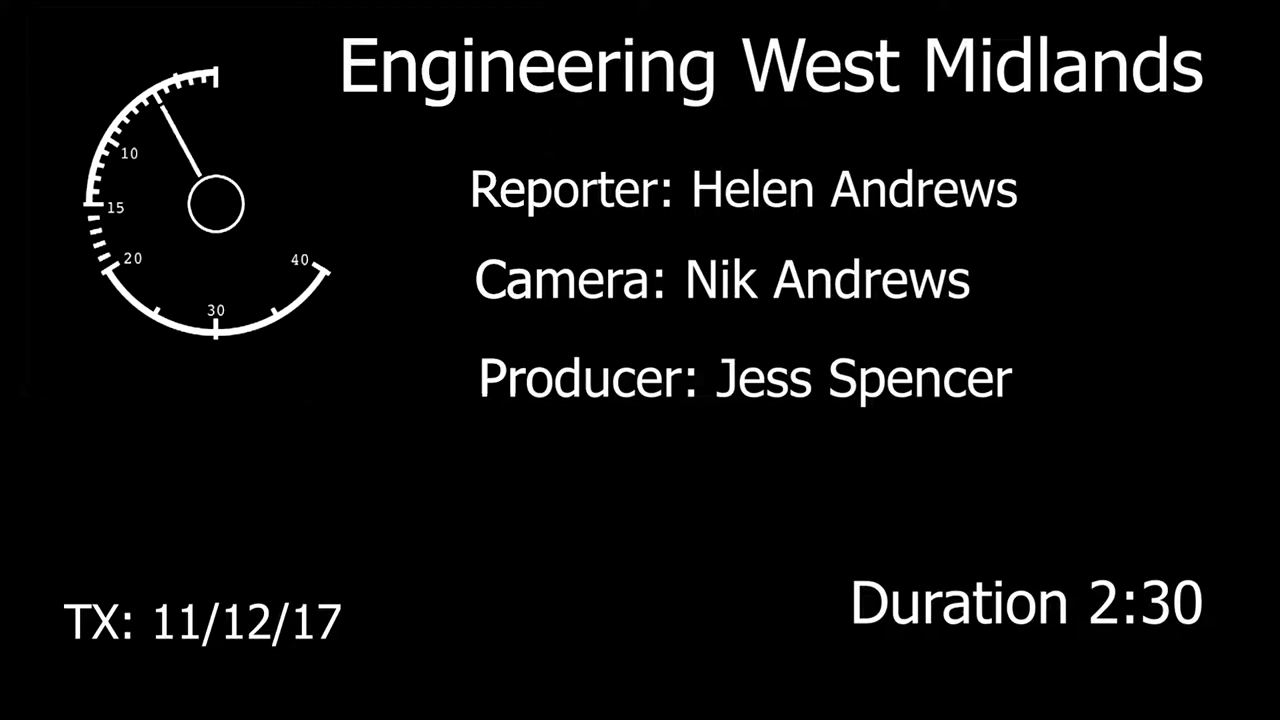 Engineering West Midlands
Reporter: Helen Andrews
10
15
Camera: Nik Andrews
20
40
30
Producer: Jess Spencer
TX: 11/12/17
Duration 2:30